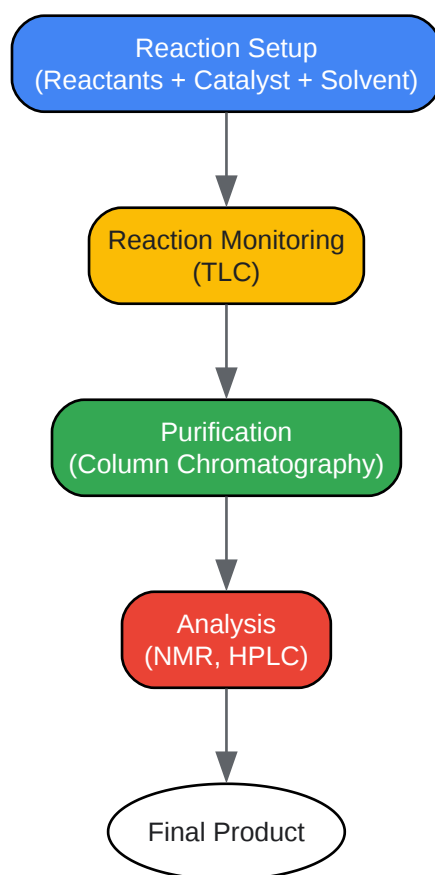 Reaction Setup
(Reactants + Catalyst + Solvent)
Reaction Monitoring
(TLC)
Purification
(Column Chromatography)
Analysis
(NMR, HPLC)
Final Product